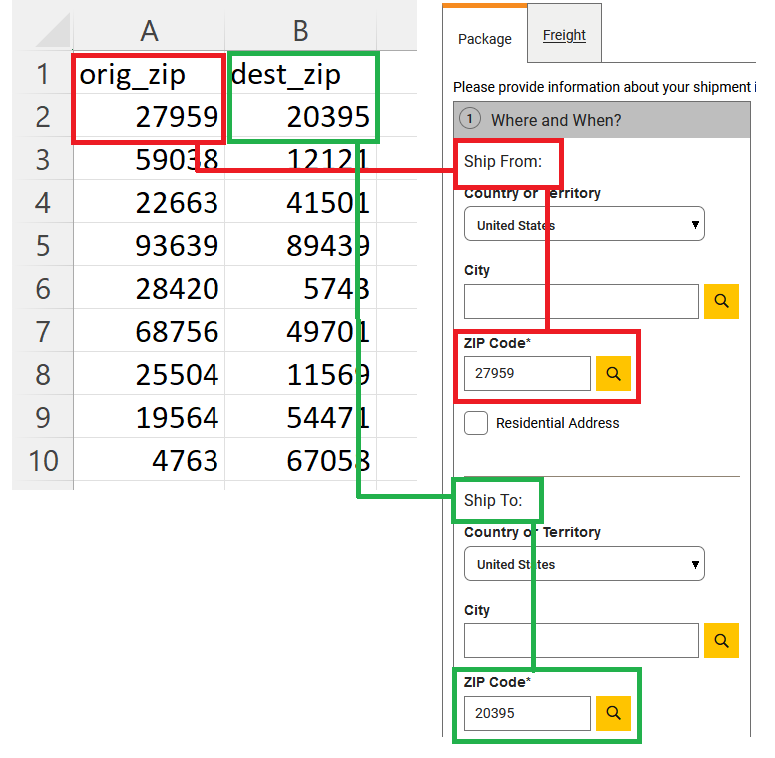 A B
1 orig_zip dest_zip
2 27959 20395
3 59038 12121
4 22663 41501
5 93639 89439
6 28420 5743
7 68756 49701
8 25504 11569
9 19564 54471
10 4763 67058
Package Freight
Please provide information about your shipment i
1 Where and When?
Ship From:
Country or Territory
United States
City
ZIP Code*
27959
Residential Address
Ship To:
Country or Territory
United States
City
ZIP Code*
20395